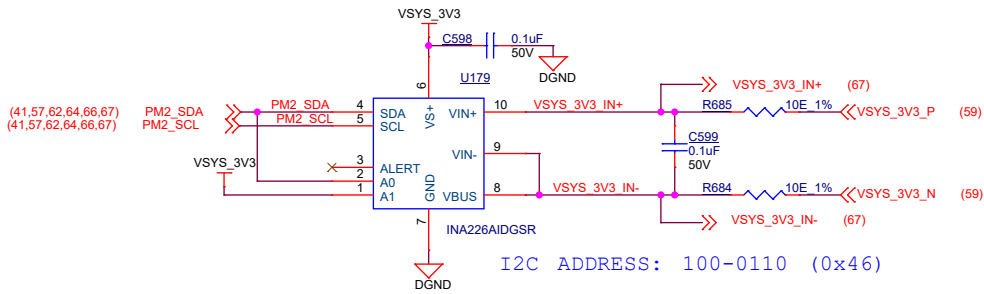 VSYS_3V3
C598
0.1uF
50V
DGND
U179
6
VS+
(41,57,62,64,66,67) PM2_SDA
PM2_SDA
4
SDA
(41,57,62,64,66,67) PM2_SCL
PM2_SCL
5
SCL
VSYS_3V3
3
ALERT
2
A0
1
A1
GND
7
DGND
VIN+
10
VSYS_3V3_IN+
VIN-
9
VBUS
8
VSYS_3V3_IN-
INA226AIDGSR
VSYS_3V3_IN+ (67)
R685
10E_1%
VSYS_3V3_P (59)
C599
0.1uF
50V
R684
10E_1%
VSYS_3V3_N (59)
VSYS_3V3_IN- (67)
I2C ADDRESS: 100-0110 (0x46)